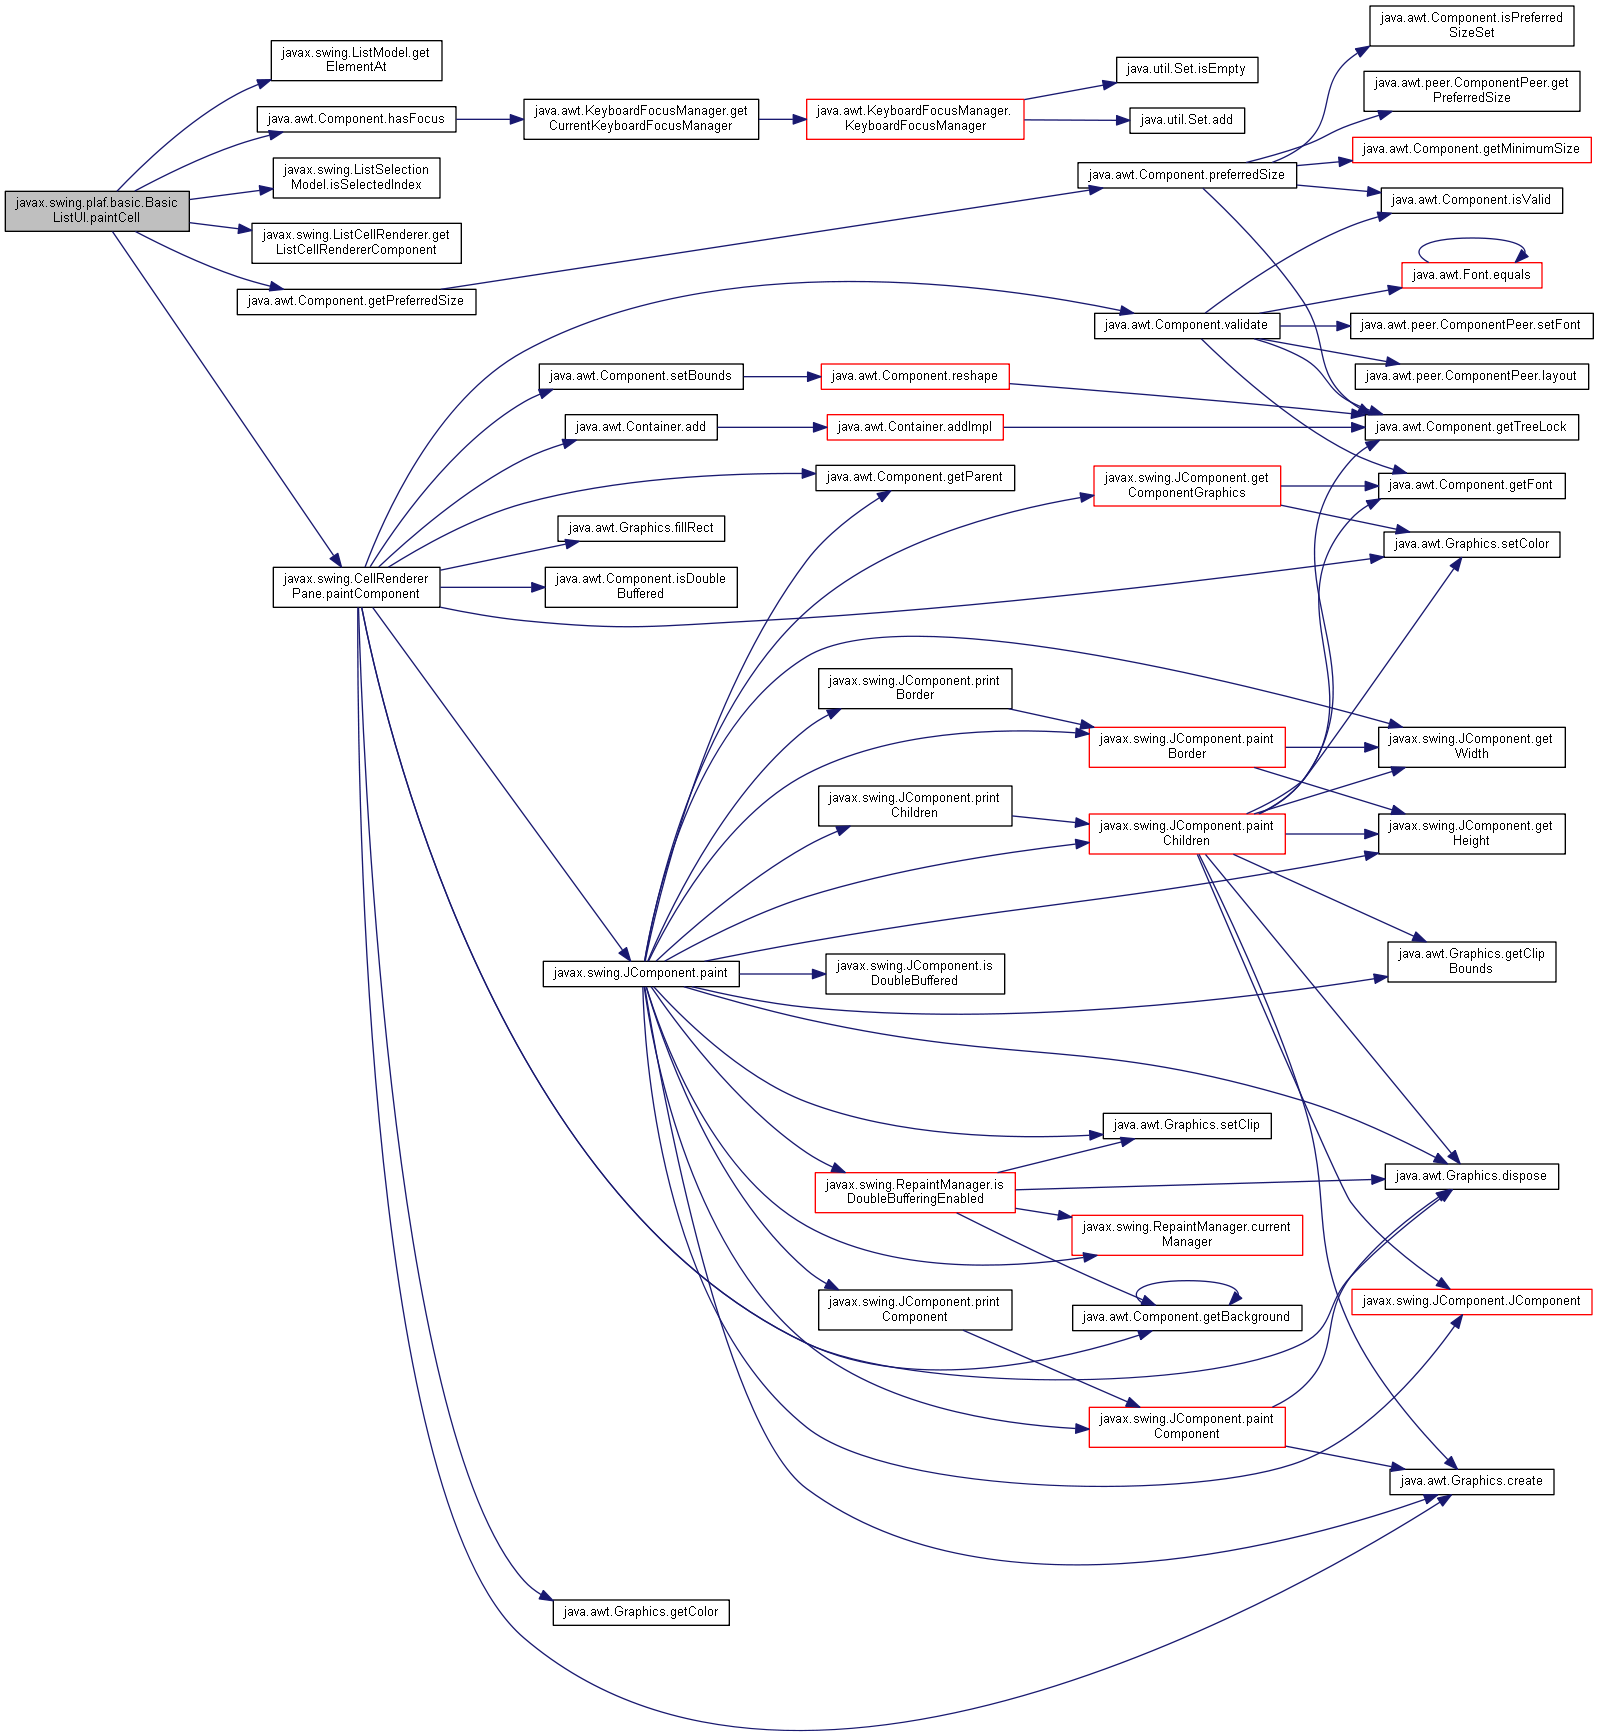 javax.swing.plaf.basic.Basic
ListUI.paintCell
javax.swing.ListModel.get
ElementAt
java.awt.Component.hasFocus
javax.swing.ListSelection
Model.isSelectedIndex
javax.swing.ListCellRenderer.get
ListCellRendererComponent
java.awt.Component.getPreferredSize
javax.swing.CellRenderer
Pane.paintComponent
java.awt.KeyboardFocusManager.get
CurrentKeyboardFocusManager
java.awt.KeyboardFocusManager.
KeyboardFocusManager
java.util.Set.isEmpty
java.util.Set.add
java.awt.Component.preferredSize
java.awt.Component.isPreferred
SizeSet
java.awt.peer.ComponentPeer.get
PreferredSize
java.awt.Component.getMinimumSize
java.awt.Component.isValid
java.awt.Font.equals
java.awt.Component.validate
java.awt.peer.ComponentPeer.setFont
java.awt.peer.ComponentPeer.layout
java.awt.Component.setBounds
java.awt.Component.reshape
java.awt.Container.add
java.awt.Container.addImpl
java.awt.Component.getTreeLock
java.awt.Component.getParent
javax.swing.JComponent.get
ComponentGraphics
java.awt.Component.getFont
java.awt.Graphics.fillRect
java.awt.Graphics.setColor
java.awt.Component.isDouble
Buffered
javax.swing.JComponent.print
Border
javax.swing.JComponent.paint
Border
javax.swing.JComponent.get
Width
javax.swing.JComponent.print
Children
javax.swing.JComponent.paint
Children
javax.swing.JComponent.get
Height
javax.swing.JComponent.paint
javax.swing.JComponent.is
DoubleBuffered
java.awt.Graphics.getClip
Bounds
java.awt.Graphics.setClip
javax.swing.RepaintManager.is
DoubleBufferingEnabled
java.awt.Graphics.dispose
javax.swing.RepaintManager.current
Manager
javax.swing.JComponent.print
Component
java.awt.Component.getBackground
javax.swing.JComponent.JComponent
javax.swing.JComponent.paint
Component
java.awt.Graphics.create
java.awt.Graphics.getColor